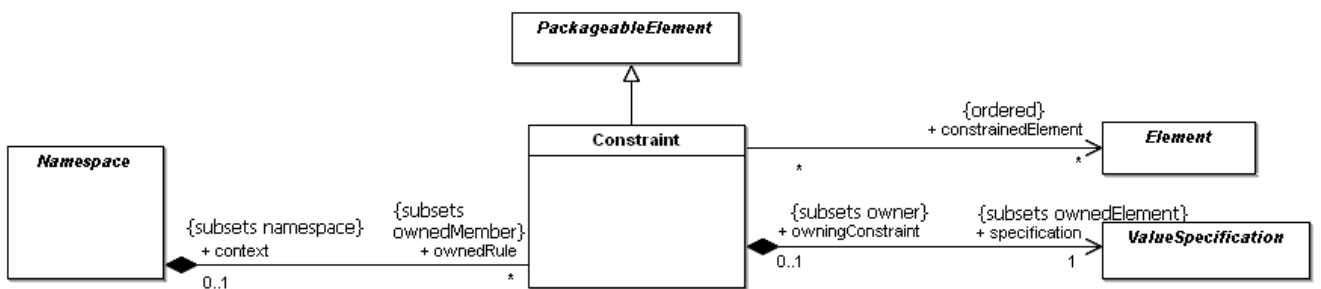 PackageableElement
{ordered}
+ constrainedElement
Constraint
Element
*
*
Namespace
{subsets namespace}
+ context
0..1
{subsets
ownedMember}
+ ownedRule
*
{subsets owner}
+ owningConstraint
0..1
{subsets ownedElement}
+ specification
1
ValueSpecification